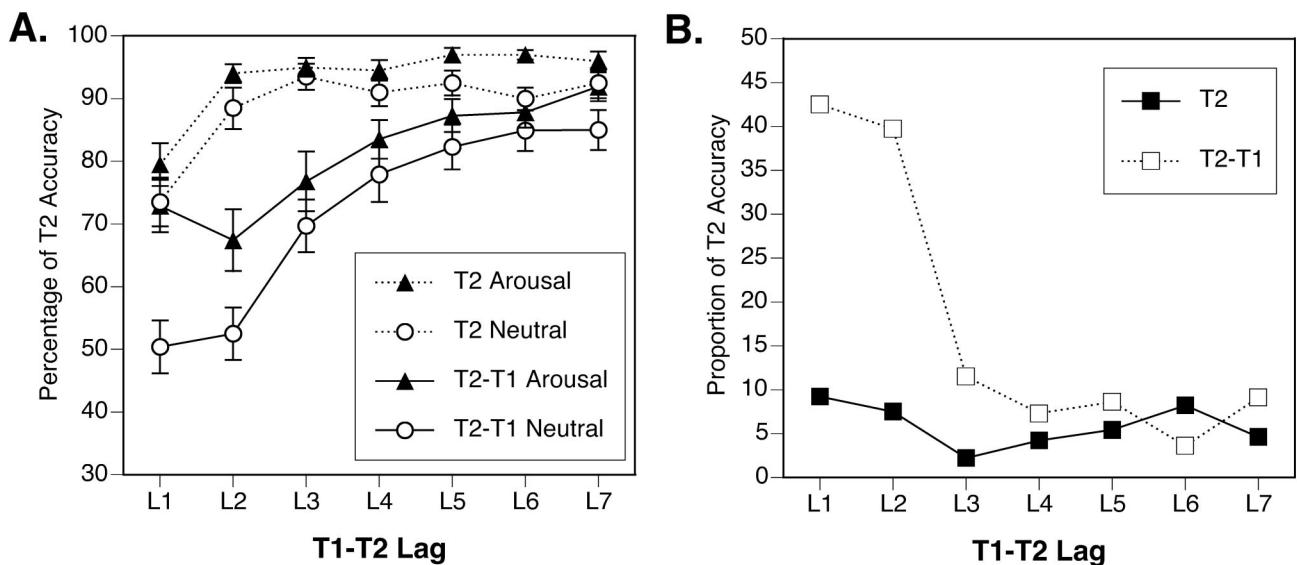 A.
Percentage of T2 Accuracy
100
90
80
70
60
50
40
30
T2 Arousal
T2 Neutral
T2-T1 Arousal
T2-T1 Neutral
L1 L2 L3 L4 L5 L6 L7
T1-T2 Lag
B.
Proportion of T2 Accuracy
50
45
40
35
30
25
20
15
10
5
0
T2
T2-T1
L1 L2 L3 L4 L5 L6 L7
T1-T2 Lag